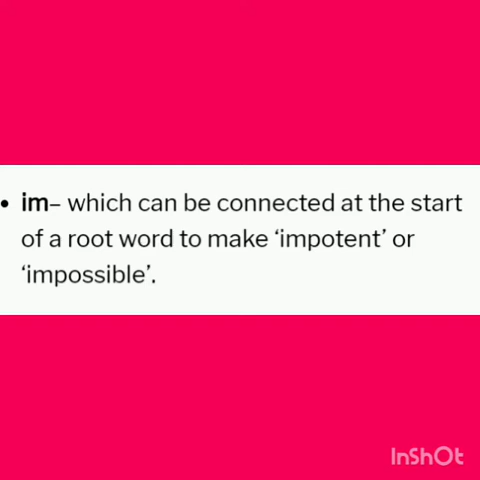 • im– which can be connected at the start
of a root word to make ‘impotent’ or
‘impossible’.
InShOt